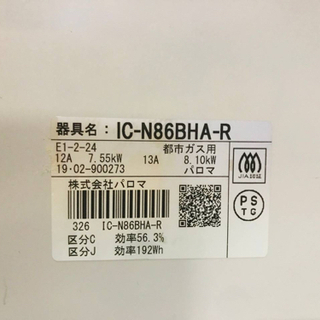 器具名：IC-N86BHA-R
E1-2-24 都市ガス用
12A 7.55kW 13A 8.10kW
19・02-900273 パロマ
株式会社パロマ
326 IC-N86BHA-R
区分C 効率56.3%
区分J 効率192Wh
JIA
PS
TG